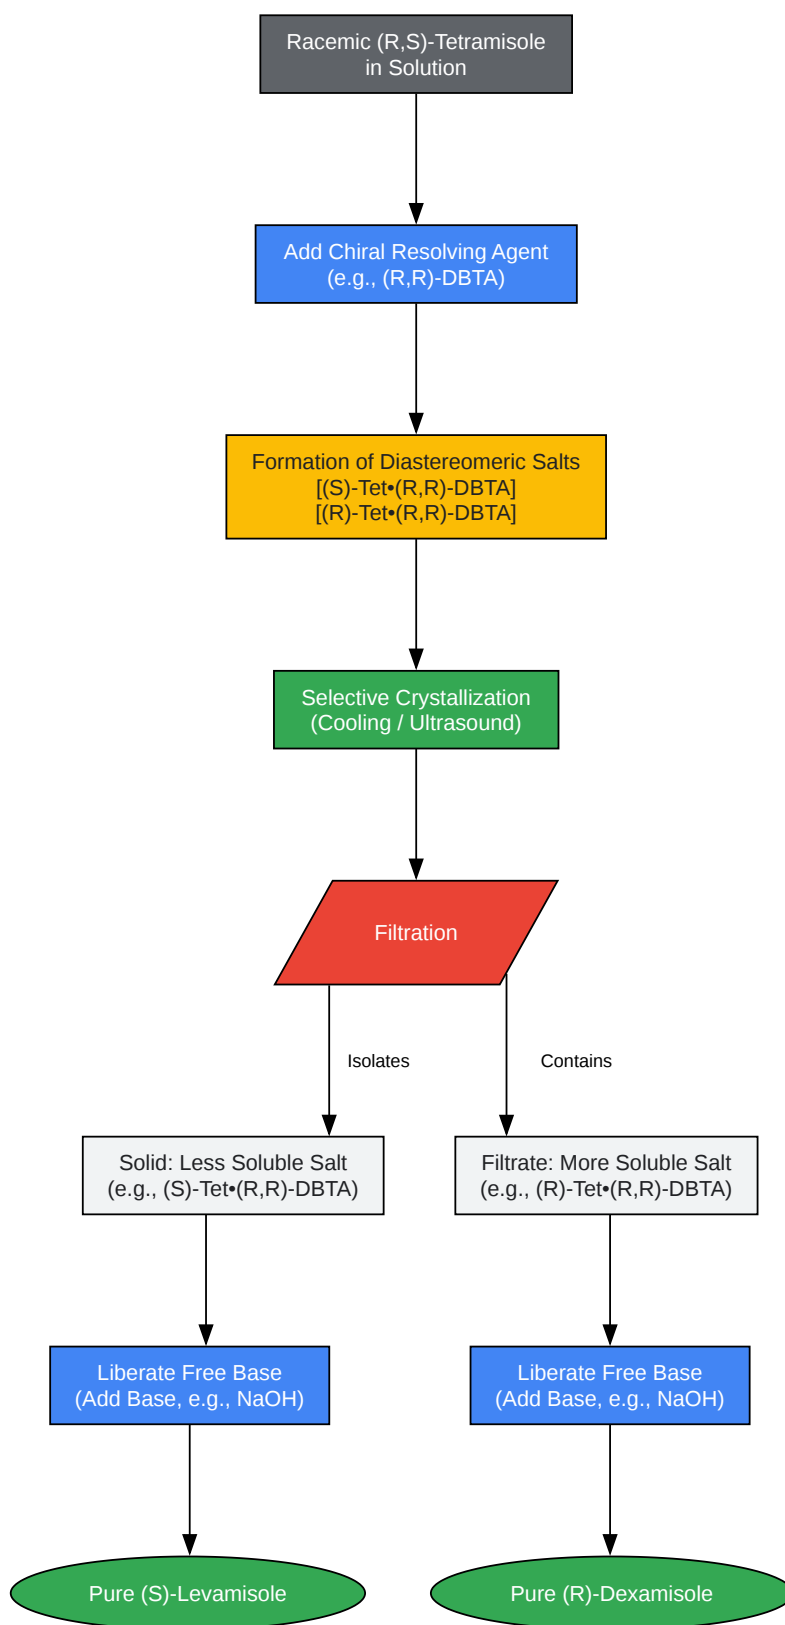 Racemic (R,S)-Tetramisole
in Solution
Add Chiral Resolving Agent
(e.g., (R,R)-DBTA)
Formation of Diastereomeric Salts
[(S)-Tet•(R,R)-DBTA]
[(R)-Tet•(R,R)-DBTA]
Selective Crystallization
(Cooling / Ultrasound)
Filtration
Isolates
Contains
Solid: Less Soluble Salt
(e.g., (S)-Tet•(R,R)-DBTA)
Filtrate: More Soluble Salt
(e.g., (R)-Tet•(R,R)-DBTA)
Liberate Free Base
(Add Base, e.g., NaOH)
Liberate Free Base
(Add Base, e.g., NaOH)
Pure (S)-Levamisole
Pure (R)-Dexamisole